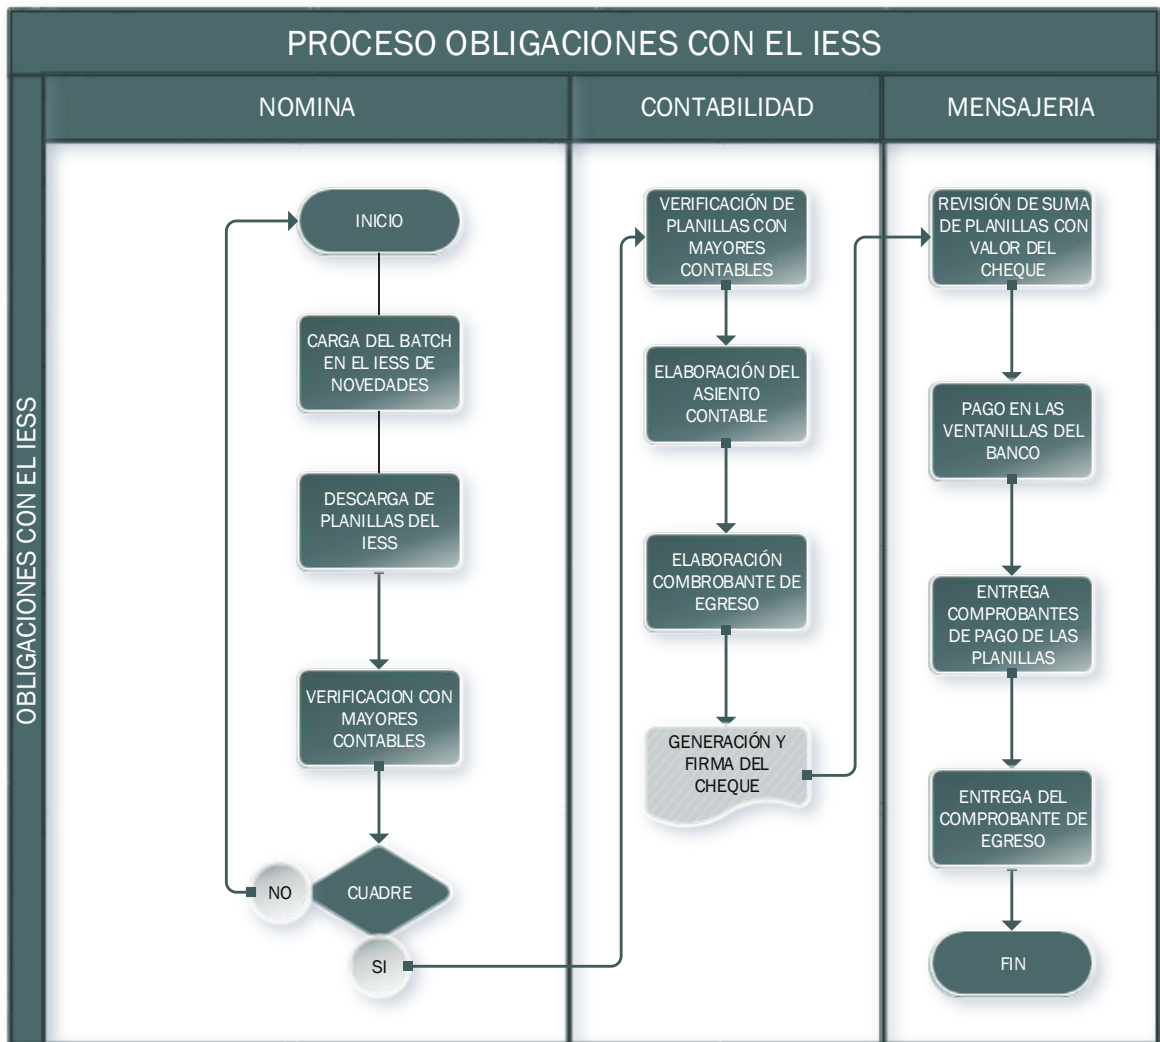 PROCESO OBLIGACIONES CON EL IESS
OBLIGACIONES CON EL IESS
NOMINA
CONTABILIDAD
MENSAJERIA
INICIO
CARGA DEL BATCH
EN EL IESS DE
NOVEDADES
DESCARGA DE
PLANILLAS DEL
IESS
VERIFICACION CON
MAYORES
CONTABLES
CUADRE
NO
SI
VERIFICACIÓN DE
PLANILLAS CON
MAYORES
CONTABLES
ELABORACIÓN DEL
ASIENTO
CONTABLE
ELABORACIÓN
COMBROBANTE DE
EGRESO
GENERACIÓN Y
FIRMA DEL
CHEQUE
REVISIÓN DE SUMA
DE PLANILLAS CON
VALOR DEL
CHEQUE
PAGO EN LAS
VENTANILLAS DEL
BANCO
ENTREGA
COMPROBANTES
DE PAGO DE LAS
PLANILLAS
ENTREGA DEL
COMPROBANTE DE
EGRESO
FIN